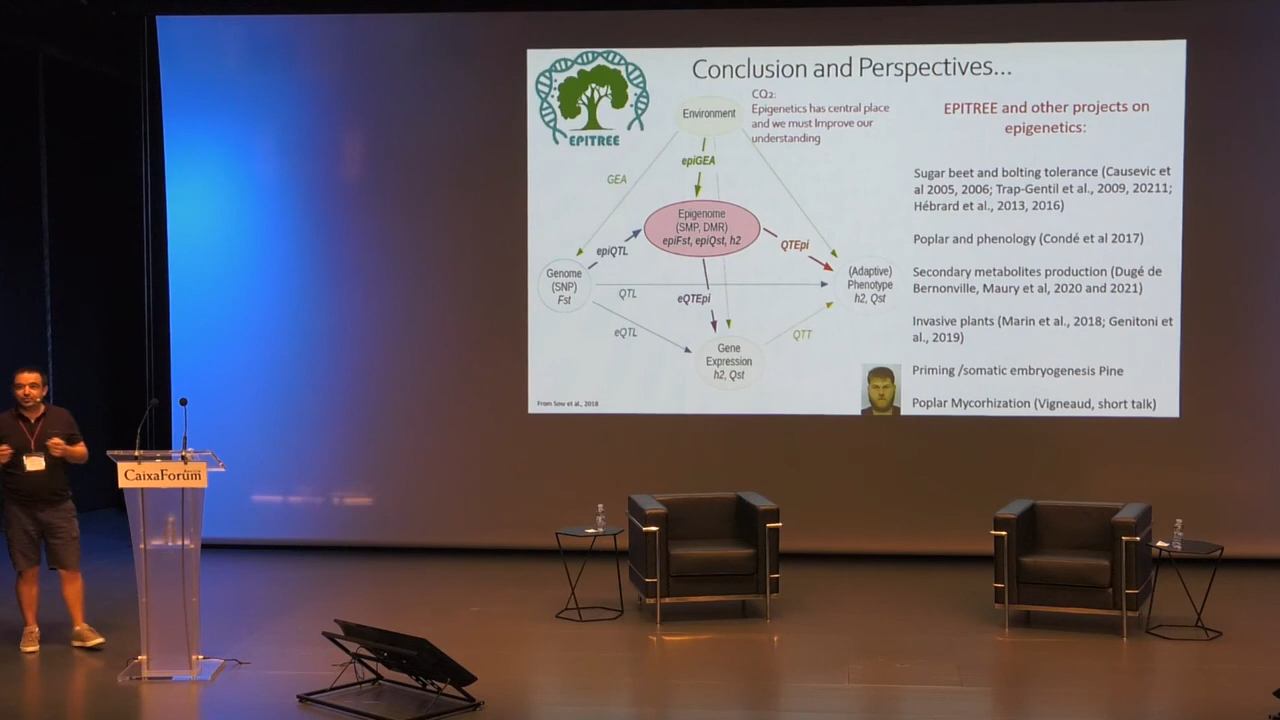 Conclusion and Perspectives...
EPITREE
Environment
CQ2:
Epigenetics has central place
and we must Improve our
understanding
epiGEA
GEA
Epigenome
(SMP, DMR)
epiFst, epiQst, h2
epiQTL
QTEpi
Genome
(SNP)
Fst
QTL
eQTEpi
(Adaptive)
Phenotype
h2, Qst
eQTL
QTT
Gene
Expression
h2, Qst
From Sow et al., 2018
EPITREE and other projects on
epigenetics:
Sugar beet and bolting tolerance (Causevic et
al 2005, 2006; Trap-Gentil et al., 2009, 20211;
Hébrard et al., 2013, 2016)
Poplar and phenology (Condé et al 2017)
Secondary metabolites production (Dugé de
Bernonville, Maury et al, 2020 and 2021)
Invasive plants (Marin et al., 2018; Genitoni et
al., 2019)
Priming /somatic embryogenesis Pine
Poplar Mycorhization (Vigneaud, short talk)
CaixaForum